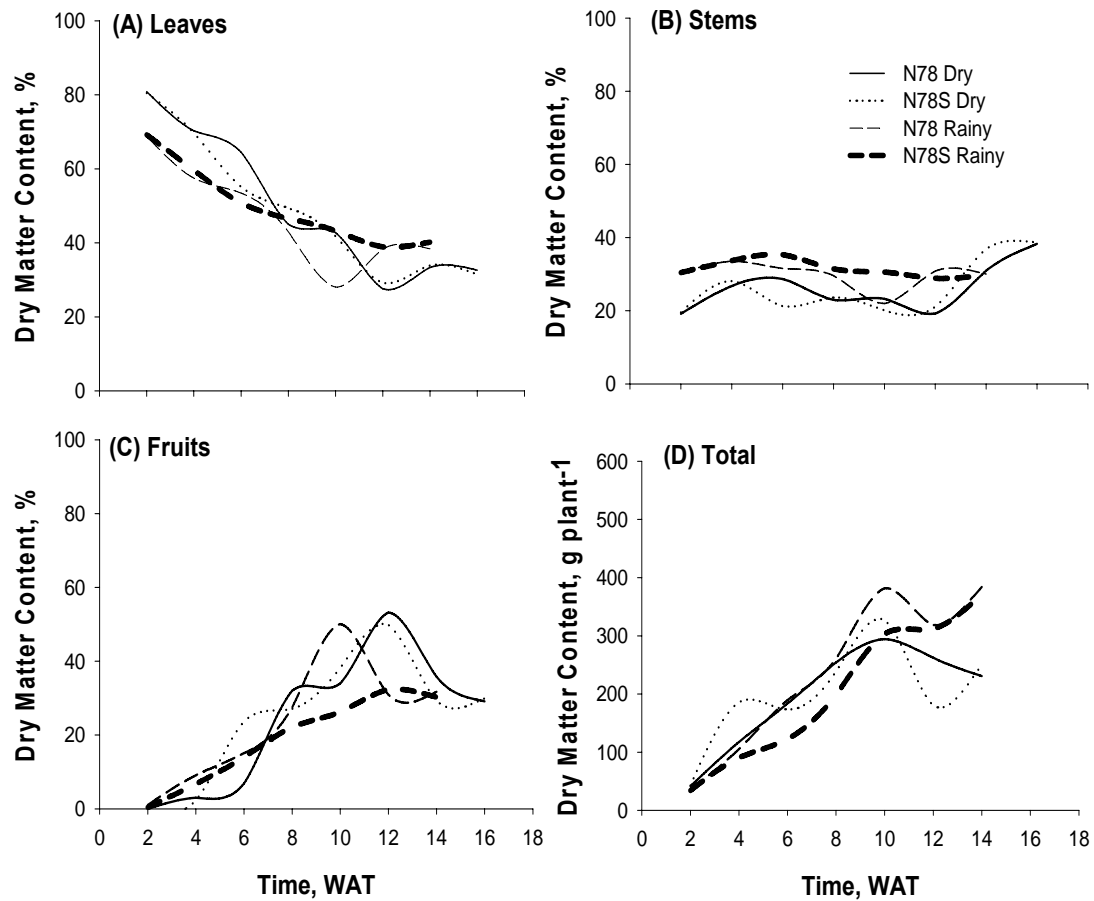 (A) Leaves
Dry Matter Content, %
100
80
60
40
20
0
(B) Stems
Dry Matter Content, %
100
80
60
40
20
0
N78 Dry
N78S Dry
N78 Rainy
N78S Rainy
(C) Fruits
Dry Matter Content, %
100
80
60
40
20
0
0 2 4 6 8 10 12 14 16 18
Time, WAT
(D) Total
Dry Matter Content, g plant-1
600
500
400
300
200
100
0
0 2 4 6 8 10 12 14 16 18
Time, WAT